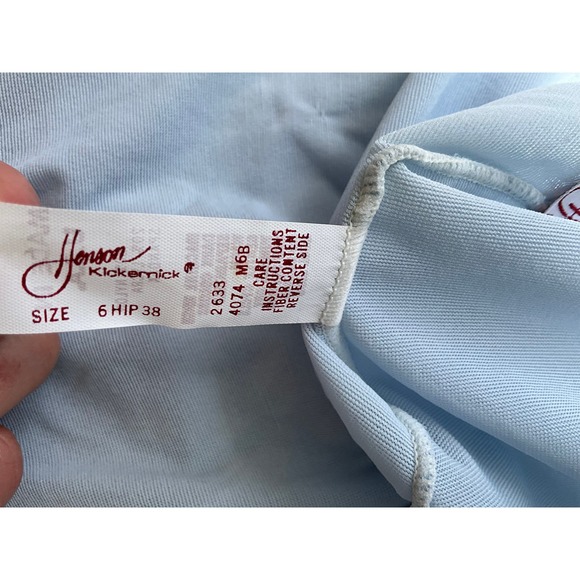 Henson
Kickernick®
SIZE 6 HIP 38
2633
4074 M6B
CARE
INSTRUCTIONS
FIBER CONTENT
REVERSE SIDE